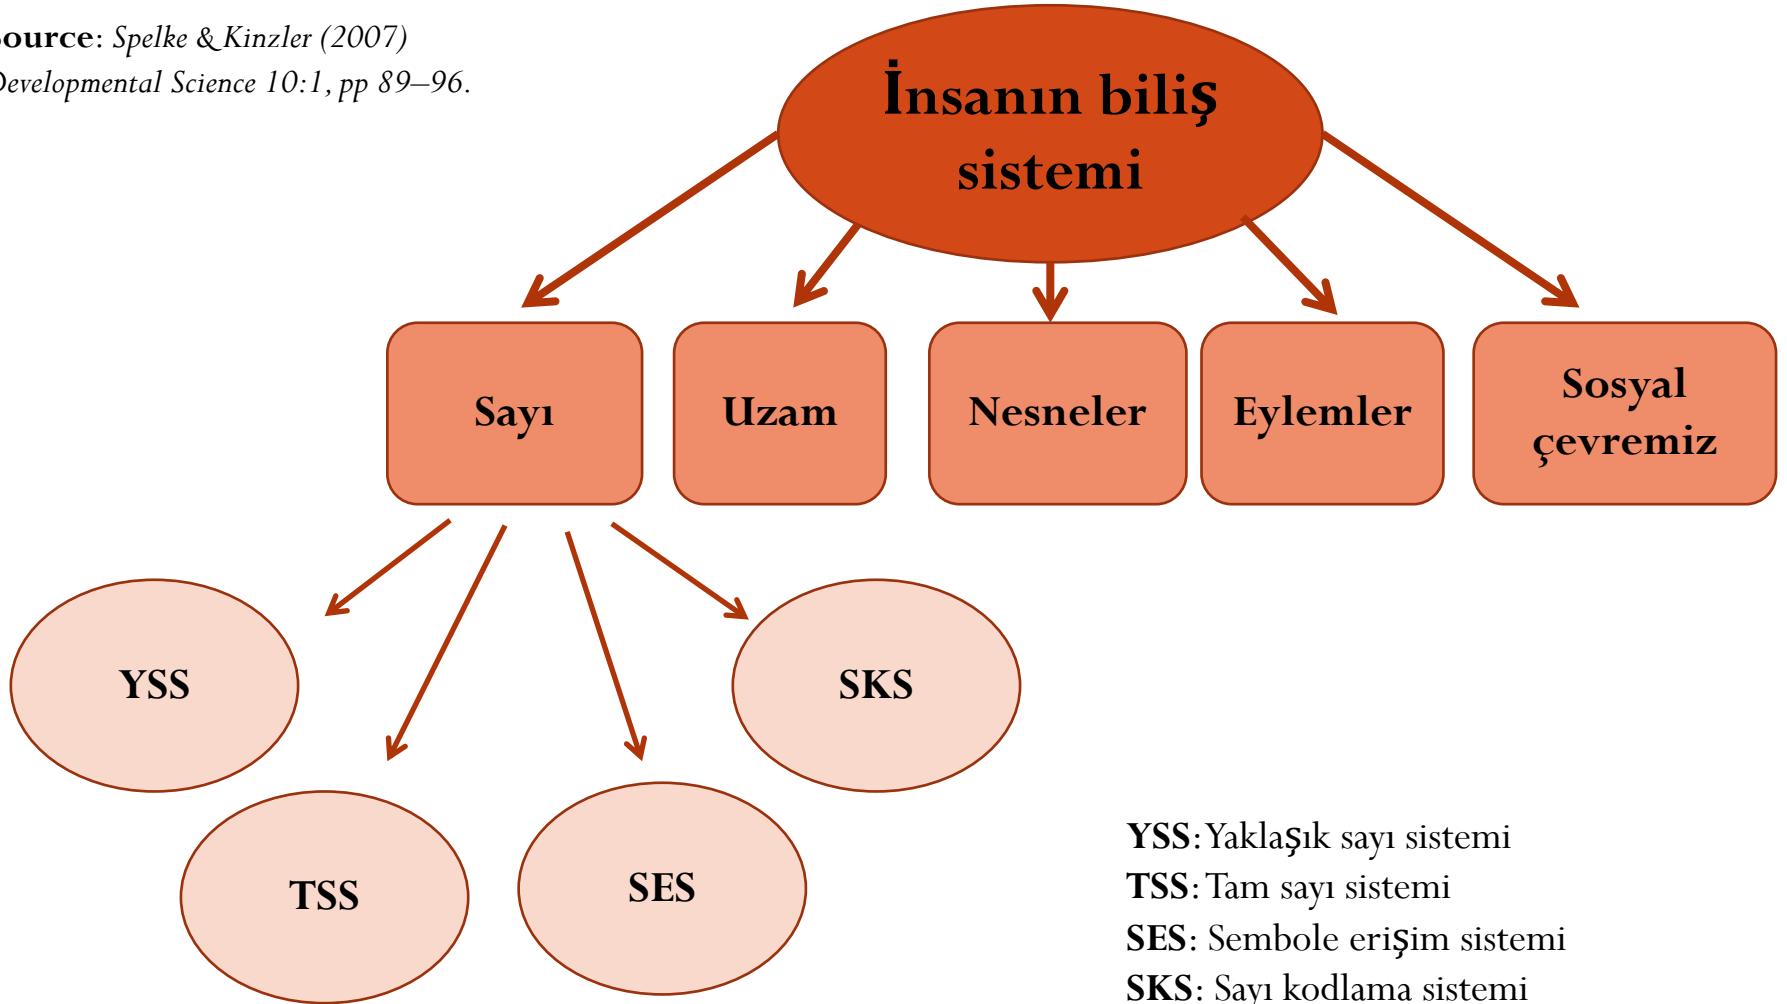 Source: Spelke & Kinzler (2007)
Developmental Science 10:1, pp 89–96.
İnsanın biliş
sistemi
Sayı
Uzam
Nesneler
Eylemler
Sosyal
çevremiz
YSS
SKS
TSS
SES
YSS: Yaklaşık sayı sistemi
TSS: Tam sayı sistemi
SES: Sembole erişim sistemi
SKS: Sayı kodlama sistemi